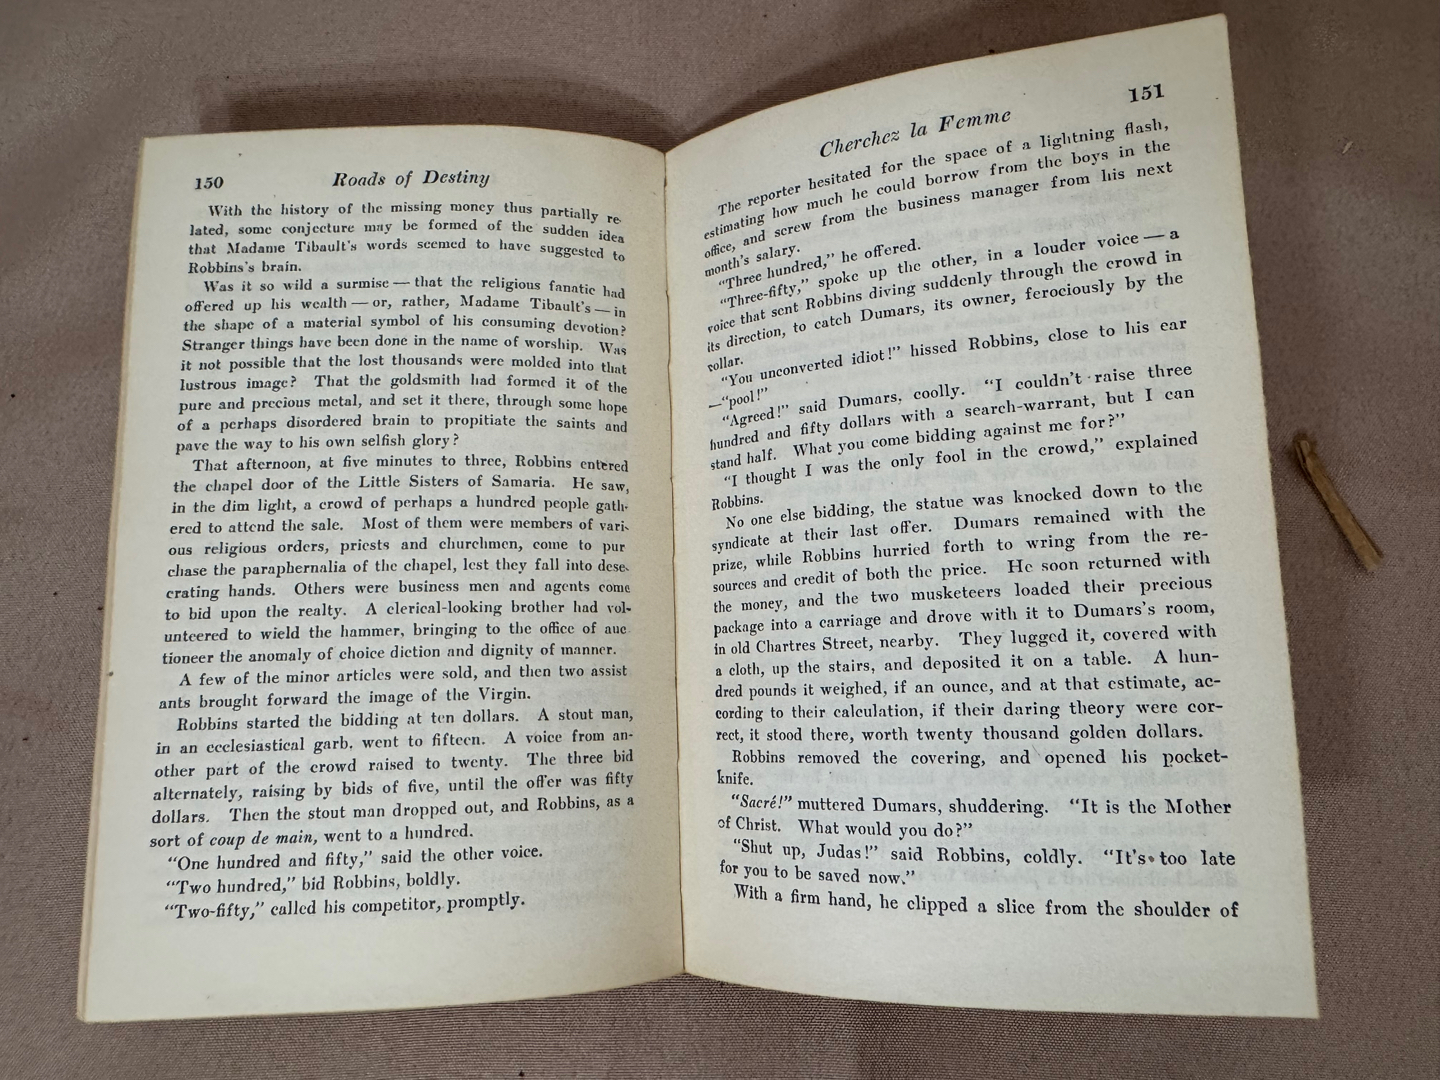 150
Roads of Destiny
With the history of the missing money thus partially re-
lated, some conjecture may be formed of the sudden idea
that Madame Tibault's words seemed to have suggested to
Robbins's brain.
Was it so wild a surmise — that the religious fanatic had
offered up his wealth — or, rather, Madame Tibault's — in
the shape of a material symbol of his consuming devotion?
Stranger things have been done in the name of worship. Was
it not possible that the lost thousands were molded into that
lustrous image? That the goldsmith had formed it of the
pure and precious metal, and set it there, through some hope
of a perhaps disordered brain to propitiate the saints and
pave the way to his own selfish glory?
That afternoon, at five minutes to three, Robbins entered
the chapel door of the Little Sisters of Samaria. He saw,
in the dim light, a crowd of perhaps a hundred people gath-
ered to attend the sale. Most of them were members of vari-
ous religious orders, priests and churchmen, come to pur
chase the paraphernalia of the chapel, lest they fall into dese-
crating hands. Others were business men and agents come
to bid upon the realty. A clerical-looking brother had vol-
unteered to wield the hammer, bringing to the office of auc
tioneer the anomaly of choice diction and dignity of manner.
A few of the minor articles were sold, and then two assist
ants brought forward the image of the Virgin.
Robbins started the bidding at ten dollars. A stout man,
in an ecclesiastical garb, went to fifteen. A voice from an-
other part of the crowd raised to twenty. The three bid
alternately, raising by bids of five, until the offer was fifty
dollars. Then the stout man dropped out, and Robbins, as a
sort of coup de main, went to a hundred.
"One hundred and fifty," said the other voice.
"Two hundred," bid Robbins, boldly.
"Two-fifty," called his competitor, promptly.
151
Cherchez la Femme
The reporter hesitated for the space of a lightning flash,
estimating how much he could borrow from the boys in the
office, and screw from the business manager from his next
month's salary.
"Three hundred," he offered.
"Three-fifty," spoke up the other, in a louder voice — a
voice that sent Robbins diving suddenly through the crowd in
its direction, to catch Dumars, its owner, ferociously by the
collar.
"You unconverted idiot!" hissed Robbins, close to his ear
—"pool!"
"Agreed!" said Dumars, coolly. "I couldn't raise three
hundred and fifty dollars with a search-warrant, but I can
stand half. What you come bidding against me for?"
"I thought I was the only fool in the crowd," explained
Robbins.
No one else bidding, the statue was knocked down to the
syndicate at their last offer. Dumars remained with the
prize, while Robbins hurried forth to wring from the re-
sources and credit of both the price. He soon returned with
the money, and the two musketeers loaded their precious
package into a carriage and drove with it to Dumars's room,
in old Chartres Street, nearby. They lugged it, covered with
a cloth, up the stairs, and deposited it on a table. A hun-
dred pounds it weighed, if an ounce, and at that estimate, ac-
cording to their calculation, if their daring theory were cor-
rect, it stood there, worth twenty thousand golden dollars.
Robbins removed the covering, and opened his pocket-
knife.
"Sacré!" muttered Dumars, shuddering. "It is the Mother
of Christ. What would you do?"
"Shut up, Judas!" said Robbins, coldly. "It's too late
for you to be saved now."
With a firm hand, he clipped a slice from the shoulder of